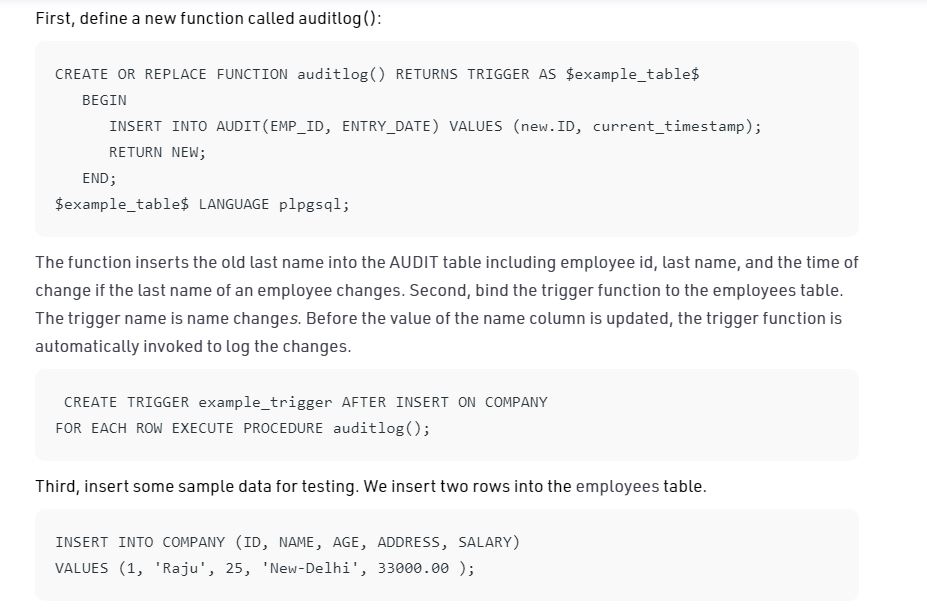 First, define a new function called auditlog():
CREATE OR REPLACE FUNCTION auditlog() RETURNS TRIGGER AS $example_table$
BEGIN
INSERT INTO AUDIT(EMP_ID, ENTRY_DATE) VALUES (new.ID, current_timestamp);
RETURN NEW;
END;
$example_table$ LANGUAGE plpgsql;
The function inserts the old last name into the AUDIT table including employee id, last name, and the time of
change if the last name of an employee changes. Second, bind the trigger function to the employees table.
The trigger name is name changes. Before the value of the name column is updated, the trigger function is
automatically invoked to log the changes.
CREATE TRIGGER example_trigger AFTER INSERT ON COMPANY
FOR EACH ROW EXECUTE PROCEDURE auditlog();
Third, insert some sample data for testing. We insert two rows into the employees table.
INSERT INTO COMPANY (ID, NAME, AGE, ADDRESS, SALARY)
VALUES (1, 'Raju', 25, 'New-Delhi', 33000.00 );